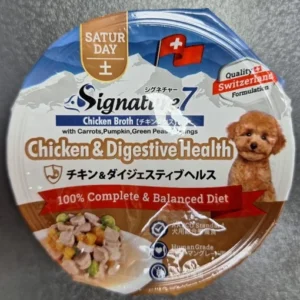 SATUR
DAY
土
Signature7
シグネチャー
Quality
Switzerland
Formulation
Chicken Broth
with Carrots,Pumpkin,Green Peas
Chicken & Digestive Health
チキン&ダイジェスティブヘルス
100% Complete & Balanced Diet
Human Grade